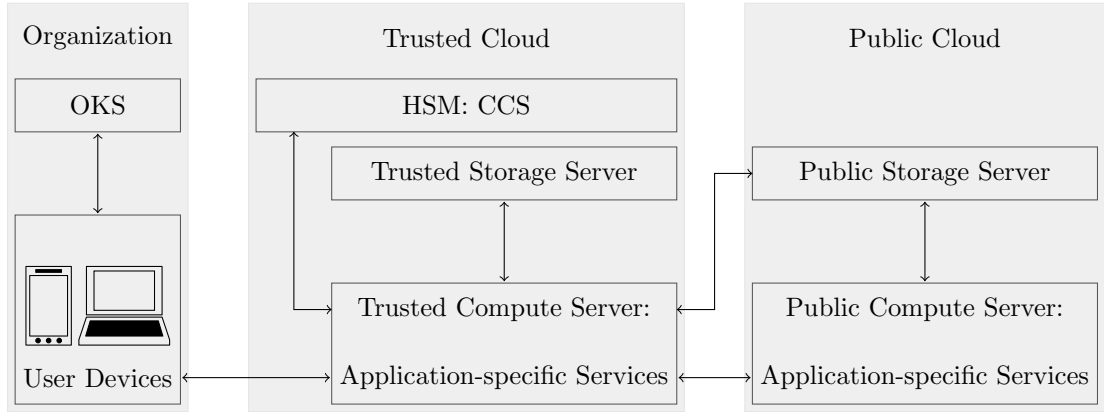 Organization
OKS
User Devices
Trusted Cloud
HSM: CCS
Trusted Storage Server
Trusted Compute Server:
Application-specific Services
Public Cloud
Public Storage Server
Public Compute Server:
Application-specific Services